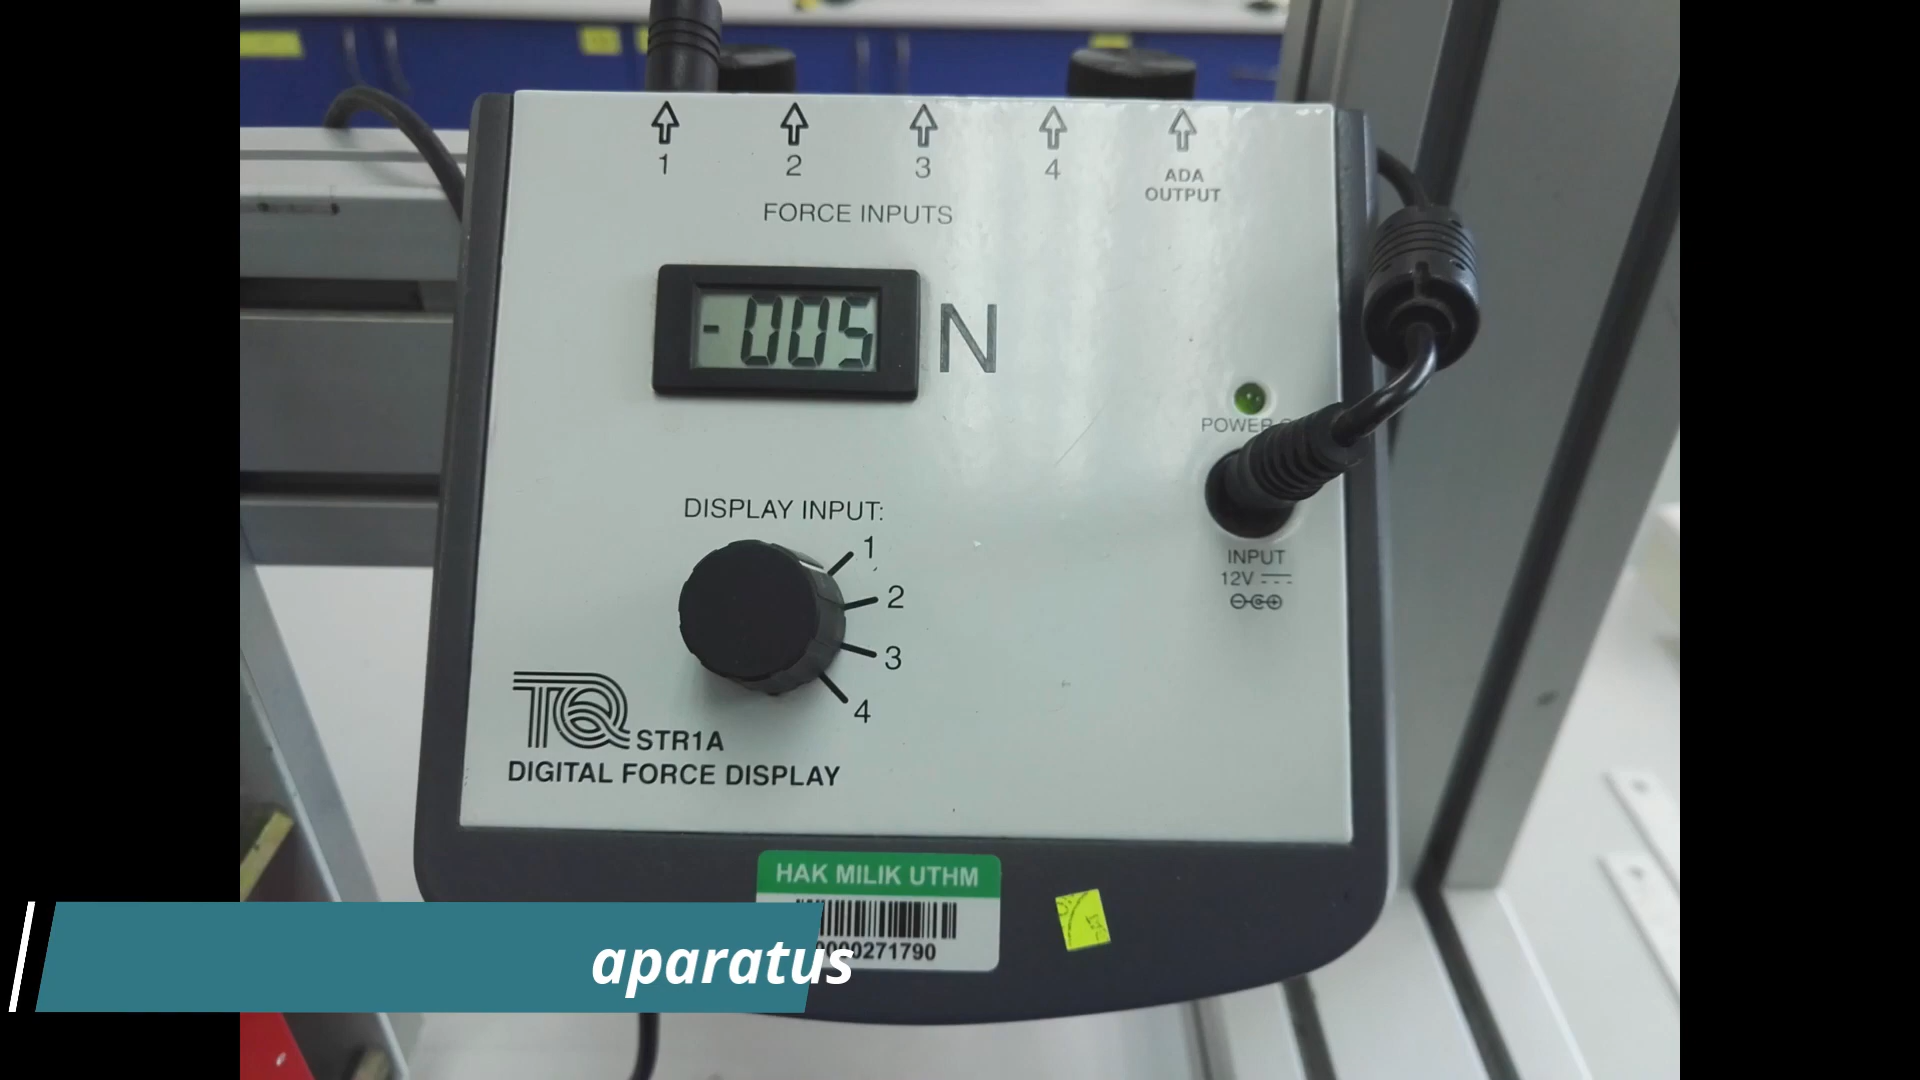 1 2 3 4
ADA
OUTPUT
FORCE INPUTS
-005 N
POWER
DISPLAY INPUT:
1
2
3
4
INPUT
12V
TQ STR1A
DIGITAL FORCE DISPLAY
HAK MILIK UTHM
000271790
aparatus